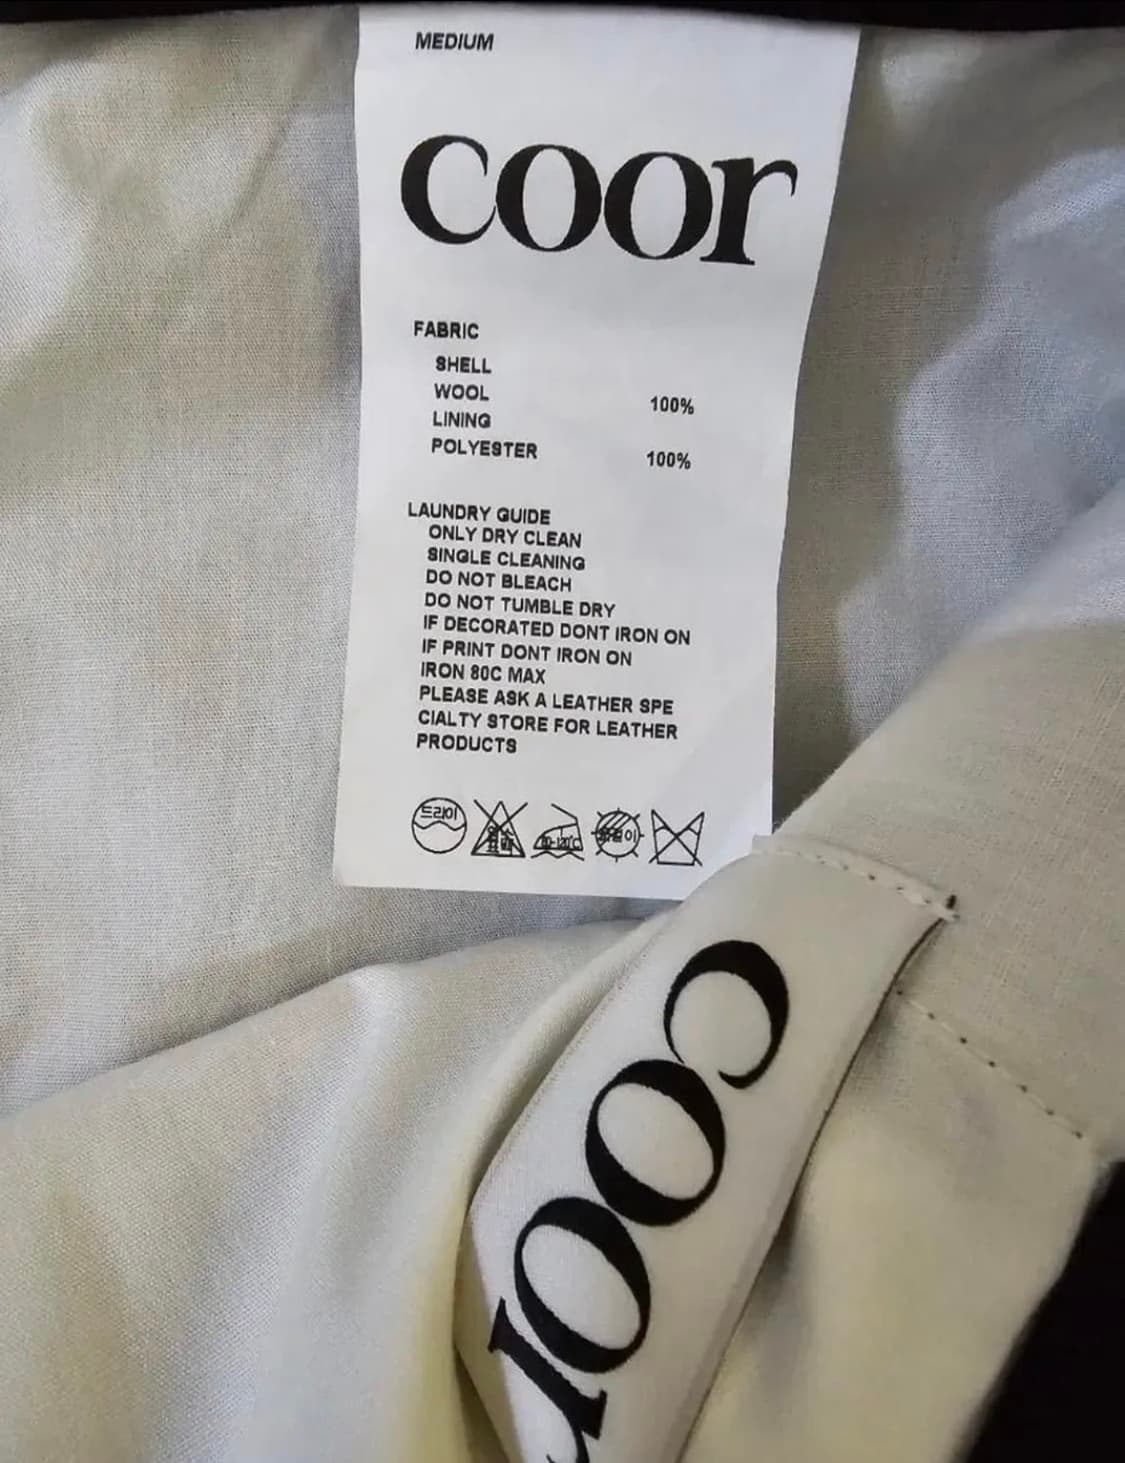 MEDIUM
coor
FABRIC
SHELL
WOOL 100%
LINING
POLYESTER 100%
LAUNDRY GUIDE
ONLY DRY CLEAN
SINGLE CLEANING
DO NOT BLEACH
DO NOT TUMBLE DRY
IF DECORATED DONT IRON ON
IF PRINT DONT IRON ON
IRON 80C MAX
PLEASE ASK A LEATHER SPE
CIALTY STORE FOR LEATHER
PRODUCTS
드라이
coor